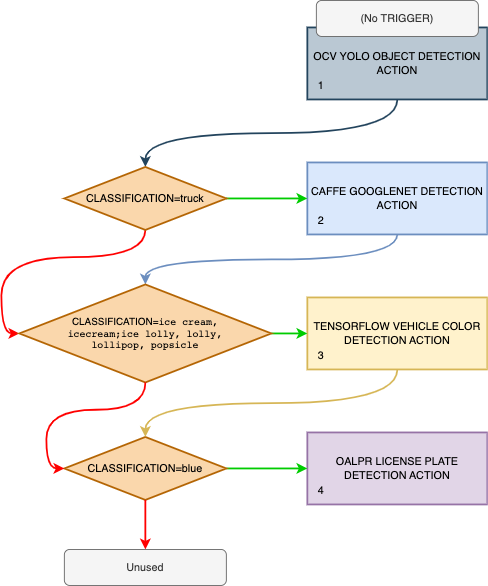 (No TRIGGER)
OCV YOLO OBJECT DETECTION
ACTION
1
CLASSIFICATION=truck
CAFFE GOOGLENET DETECTION
ACTION
2
CLASSIFICATION=ice cream,
icecream;ice lolly, lolly,
lollipop, popsicle
TENSORFLOW VEHICLE COLOR
DETECTION ACTION
3
CLASSIFICATION=blue
OALPR LICENSE PLATE
DETECTION ACTION
4
Unused